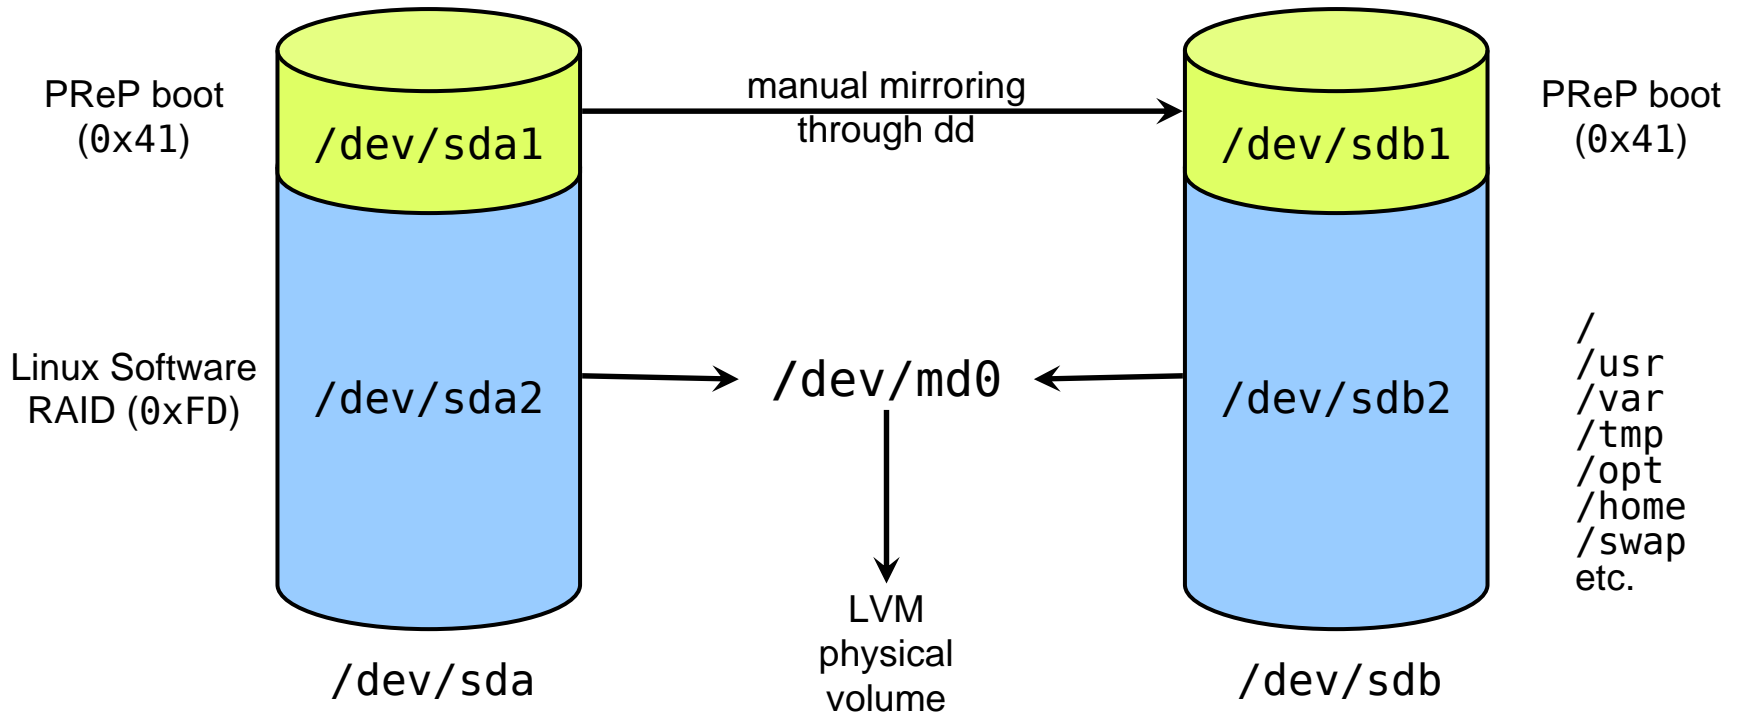 PReP boot
(0x41)
/dev/sda1
manual mirroring
through dd
/dev/sdb1
PReP boot
(0x41)
Linux Software
RAID (0xFD)
/dev/sda2
/dev/md0
/dev/sdb2
/
/usr
/var
/tmp
/opt
/home
/swap
etc.
LVM
physical
volume
/dev/sda
/dev/sdb